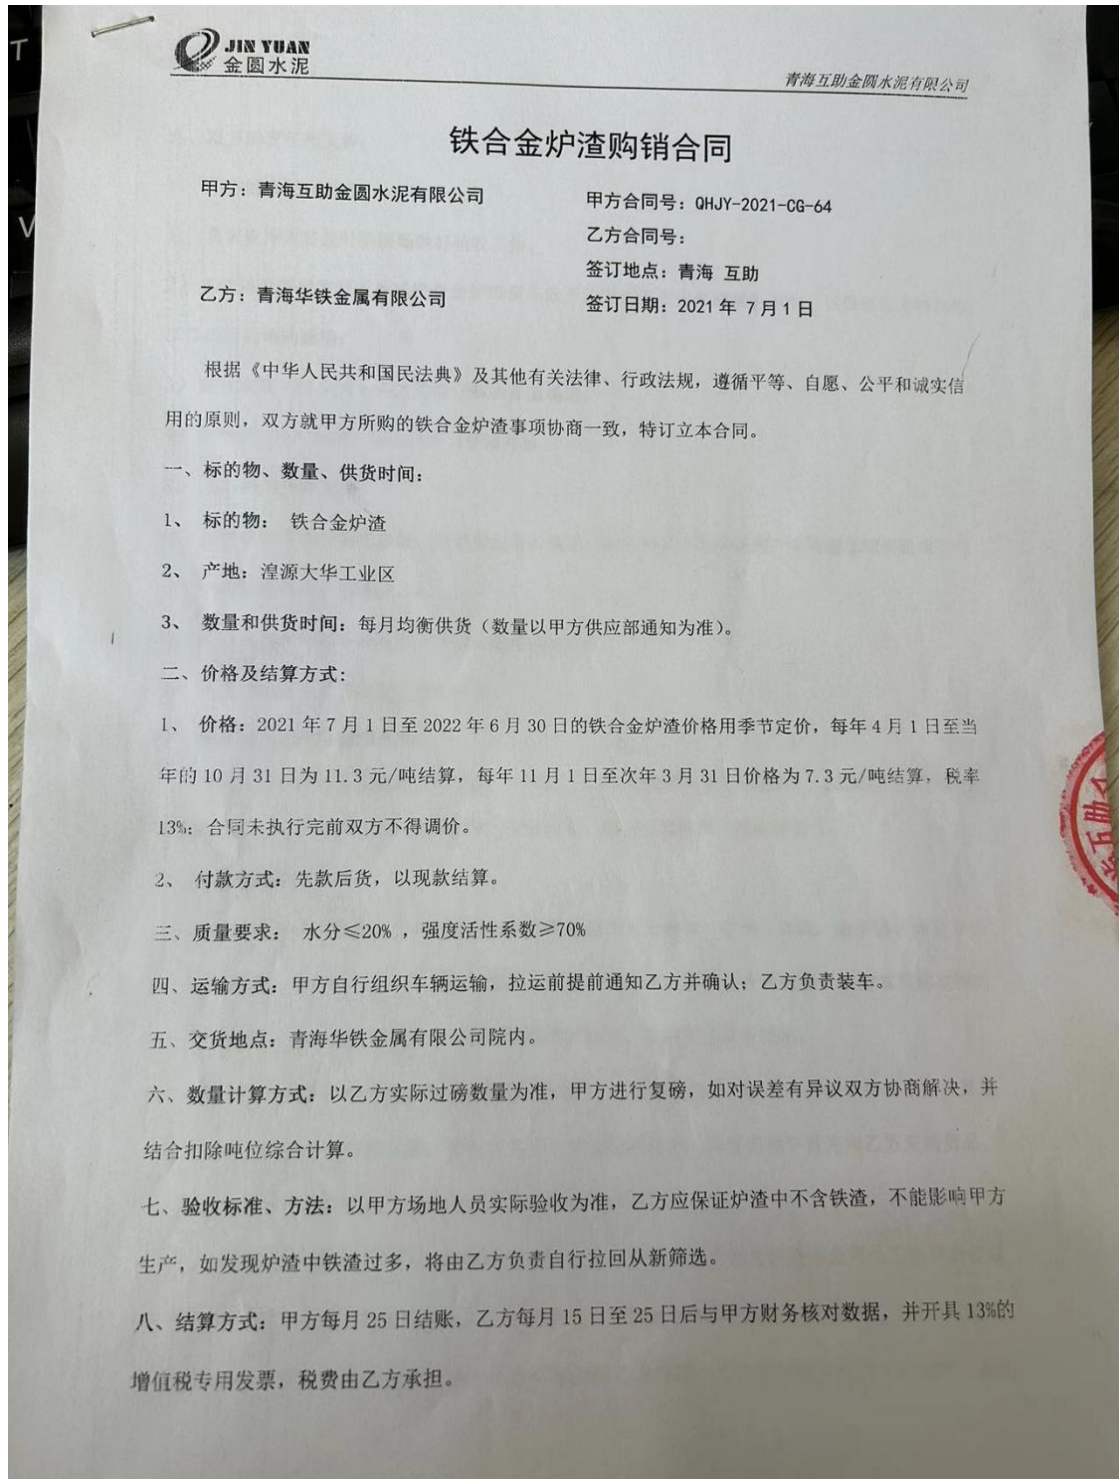 JIN YUAN
金圆水泥
青海互助金圆水泥有限公司
铁合金炉渣购销合同
甲方：青海互助金圆水泥有限公司
甲方合同号：QHJY-2021-CG-64
乙方合同号：
签订地点：青海 互助
乙方：青海华铁金属有限公司
签订日期：2021 年 7 月 1 日
根据《中华人民共和国民法典》及其他有关法律、行政法规，遵循平等、自愿、公平和诚实信
用的原则，双方就甲方所购的铁合金炉渣事项协商一致，特订立本合同。
一、标的物、数量、供货时间：
1、 标的物： 铁合金炉渣
2、 产地：湟源大华工业区
3、 数量和供货时间：每月均衡供货（数量以甲方供应部通知为准）。
二、价格及结算方式:
1、 价格：2021 年 7 月 1 日至 2022 年 6 月 30 日的铁合金炉渣价格用季节定价，每年 4 月 1 日至当
年的 10 月 31 日为 11.3 元/吨结算，每年 11 月 1 日至次年 3 月 31 日价格为 7.3 元/吨结算，税率
13%；合同未执行完前双方不得调价。
2、 付款方式：先款后货，以现款结算。
三、质量要求： 水分≤20% ，强度活性系数≥70%
四、运输方式：甲方自行组织车辆运输，拉运前提前通知乙方并确认；乙方负责装车。
五、交货地点：青海华铁金属有限公司院内。
六、数量计算方式：以乙方实际过磅数量为准，甲方进行复磅，如对误差有异议双方协商解决，并
结合扣除吨位综合计算。
七、验收标准、方法：以甲方场地人员实际验收为准，乙方应保证炉渣中不含铁渣，不能影响甲方
生产，如发现炉渣中铁渣过多，将由乙方负责自行拉回从新筛选。
八、结算方式：甲方每月 25 日结账，乙方每月 15 日至 25 日后与甲方财务核对数据，并开具 13%的
增值税专用发票，税费由乙方承担。
互助金
T
V